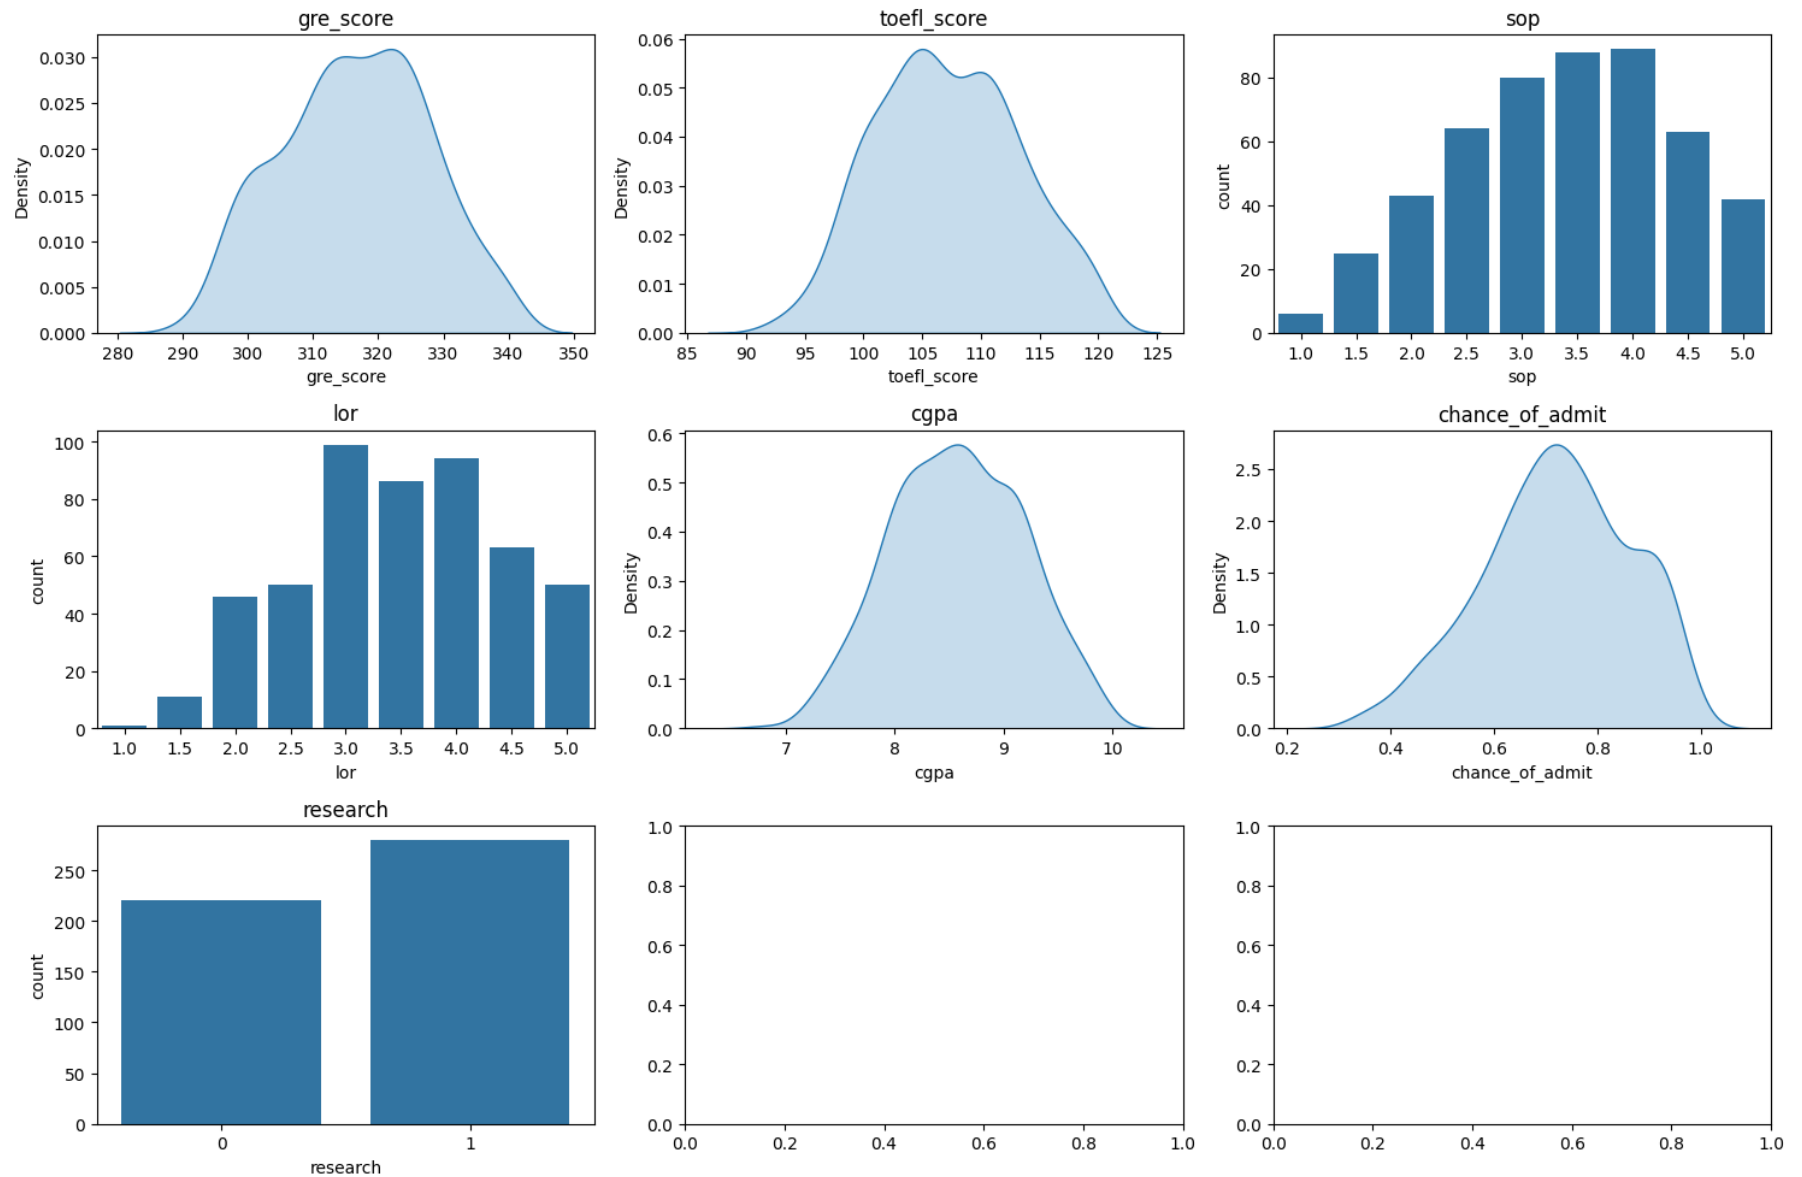 gre_score
0.030
0.025
0.020
0.015
0.010
0.005
0.000
Density
280 290 300 310 320 330 340 350
gre_score
toefl_score
0.06
0.05
0.04
0.03
0.02
0.01
0.00
Density
85 90 95 100 105 110 115 120 125
toefl_score
sop
80
60
40
20
0
count
1.0 1.5 2.0 2.5 3.0 3.5 4.0 4.5 5.0
sop
lor
100
80
60
40
20
0
count
1.0 1.5 2.0 2.5 3.0 3.5 4.0 4.5 5.0
lor
cgpa
0.6
0.5
0.4
0.3
0.2
0.1
0.0
Density
7 8 9 10
cgpa
chance_of_admit
2.5
2.0
1.5
1.0
0.5
0.0
Density
0.2 0.4 0.6 0.8 1.0
chance_of_admit
research
250
200
150
100
50
0
count
0 1
research
1.0
0.8
0.6
0.4
0.2
0.0
0.0 0.2 0.4 0.6 0.8 1.0
1.0
0.8
0.6
0.4
0.2
0.0
0.0 0.2 0.4 0.6 0.8 1.0